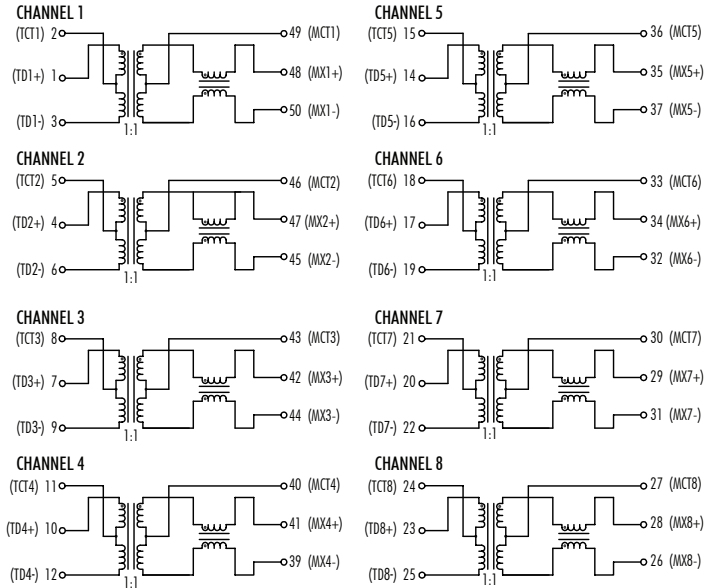 CHANNEL 1
(TCT1) 2
49 (MCT1)
(TD1+) 1
48 (MX1+)
(TD1-) 3
50 (MX1-)
1:1
CHANNEL 5
(TCT5) 15
36 (MCT5)
(TD5+) 14
35 (MX5+)
(TD5-) 16
37 (MX5-)
1:1
CHANNEL 2
(TCT2) 5
46 (MCT2)
(TD2+) 4
47 (MX2+)
(TD2-) 6
45 (MX2-)
1:1
CHANNEL 6
(TCT6) 18
33 (MCT6)
(TD6+) 17
34 (MX6+)
(TD6-) 19
32 (MX6-)
1:1
CHANNEL 3
(TCT3) 8
43 (MCT3)
(TD3+) 7
42 (MX3+)
(TD3-) 9
44 (MX3-)
1:1
CHANNEL 7
(TCT7) 21
30 (MCT7)
(TD7+) 20
29 (MX7+)
(TD7-) 22
31 (MX7-)
1:1
CHANNEL 4
(TCT4) 11
40 (MCT4)
(TD4+) 10
41 (MX4+)
(TD4- 12
39 (MX4-)
1:1
CHANNEL 8
(TCT8) 24
27 (MCT8)
(TD8+) 23
28 (MX8+)
(TD8-) 25
26 (MX8-)
1:1